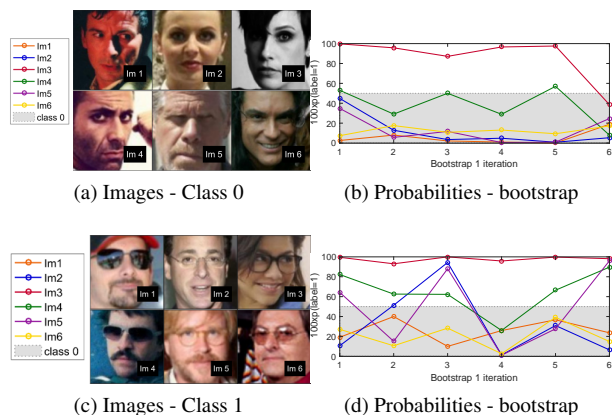 Im1
Im2
Im3
Im4
Im5
Im6
class 0
Im 1
Im 2
Im 3
Im 4
Im 5
Im 6
100xp(label=1)
100
80
60
40
20
0
1 2 3 4 5 6
Bootstrap 1 iteration
(a) Images - Class 0
(b) Probabilities - bootstrap
Im1
Im2
Im3
Im4
Im5
Im6
class 0
Im 1
Im 2
Im 3
Im 4
Im 5
Im 6
100xp(label=1)
100
80
60
40
20
0
1 2 3 4 5 6
Bootstrap 1 iteration
(c) Images - Class 1
(d) Probabilities - bootstrap